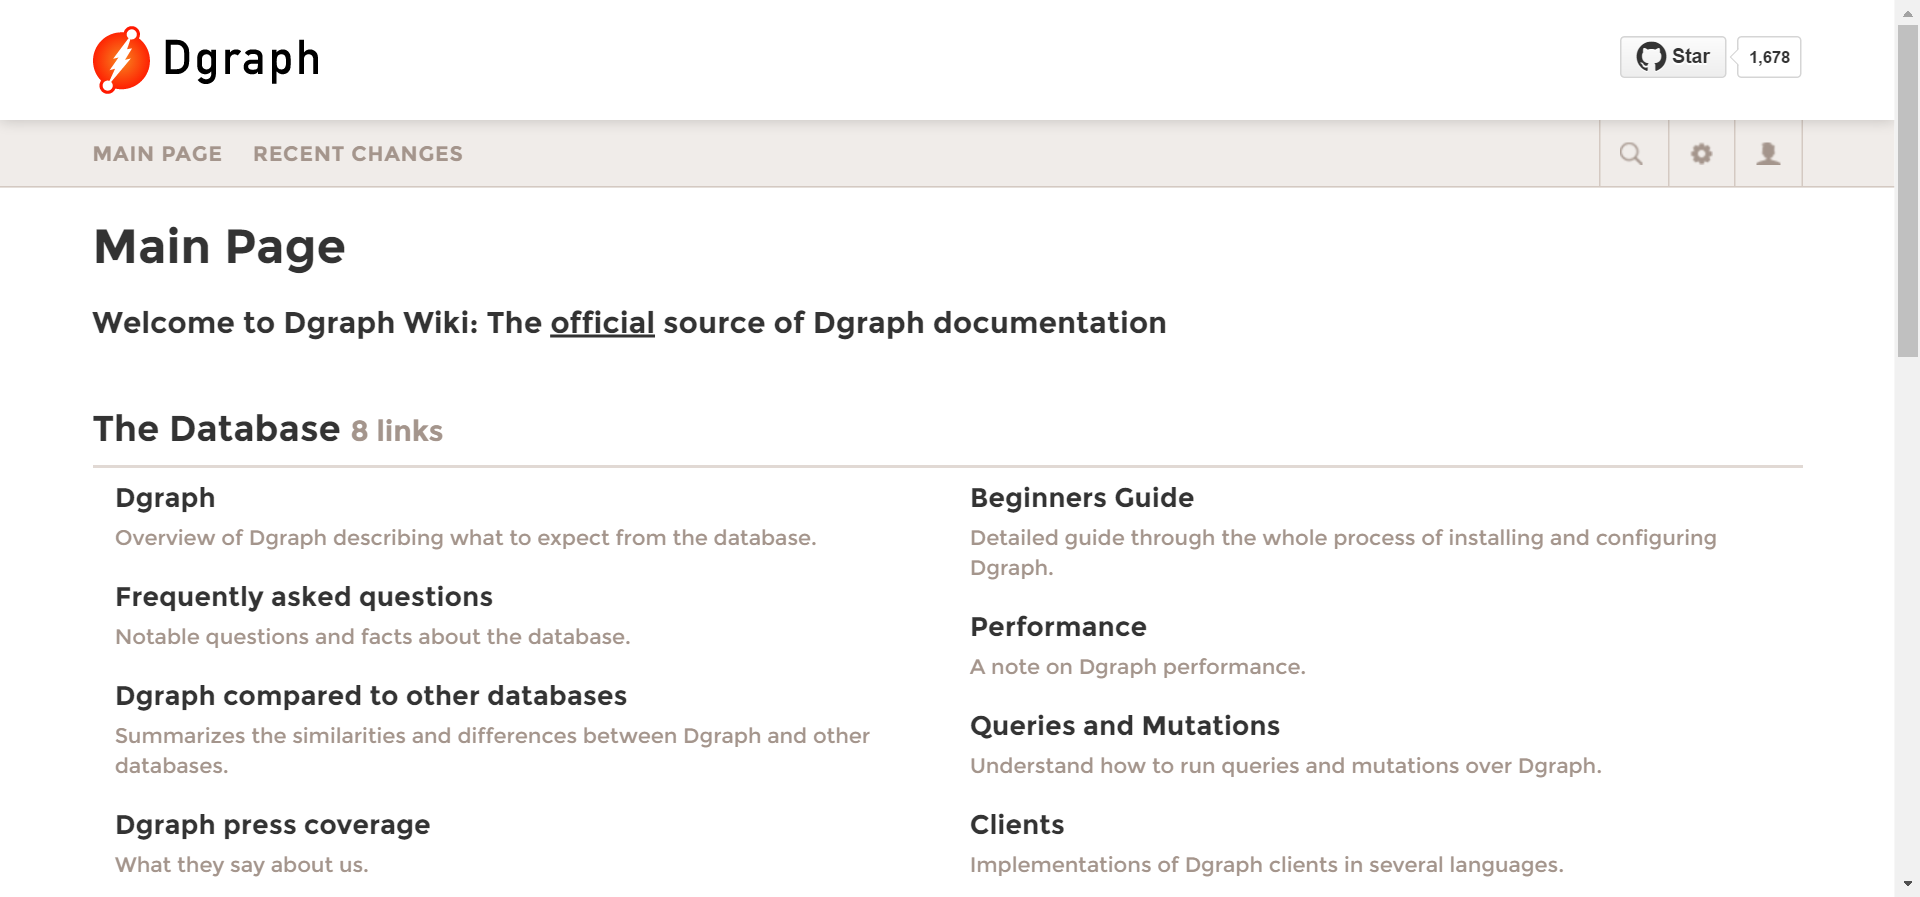 Dgraph
Star
1,678
MAIN PAGE
RECENT CHANGES
Main Page
Welcome to Dgraph Wiki: The official source of Dgraph documentation
The Database 8 links
Dgraph
Overview of Dgraph describing what to expect from the database.
Frequently asked questions
Notable questions and facts about the database.
Dgraph compared to other databases
Summarizes the similarities and differences between Dgraph and other
databases.
Dgraph press coverage
What they say about us.
Beginners Guide
Detailed guide through the whole process of installing and configuring
Dgraph.
Performance
A note on Dgraph performance.
Queries and Mutations
Understand how to run queries and mutations over Dgraph.
Clients
Implementations of Dgraph clients in several languages.